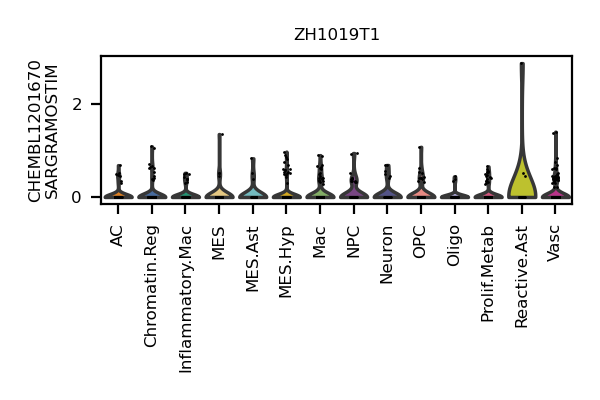 ZH1019T1
CHEMBL1201670
SARGRAMOSTIM
2
0
AC
Chromatin.Reg
Inflammatory.Mac
MES
MES.Ast
MES.Hyp
Mac
NPC
Neuron
OPC
Oligo
Prolif.Metab
Reactive.Ast
Vasc